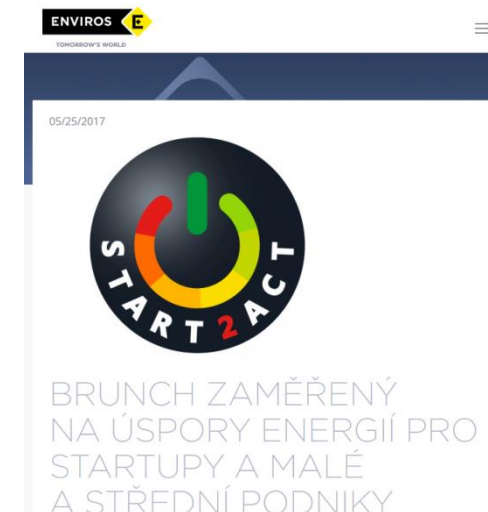 ENVIROS E
TOMORROW'S WORLD
05/25/2017
START2ACT
BRUNCH ZAMĚŘENÝ
NA ÚSPORY ENERGIÍ PRO
STARTUPY A MALÉ
A STŘEDNÍ PODNIKY